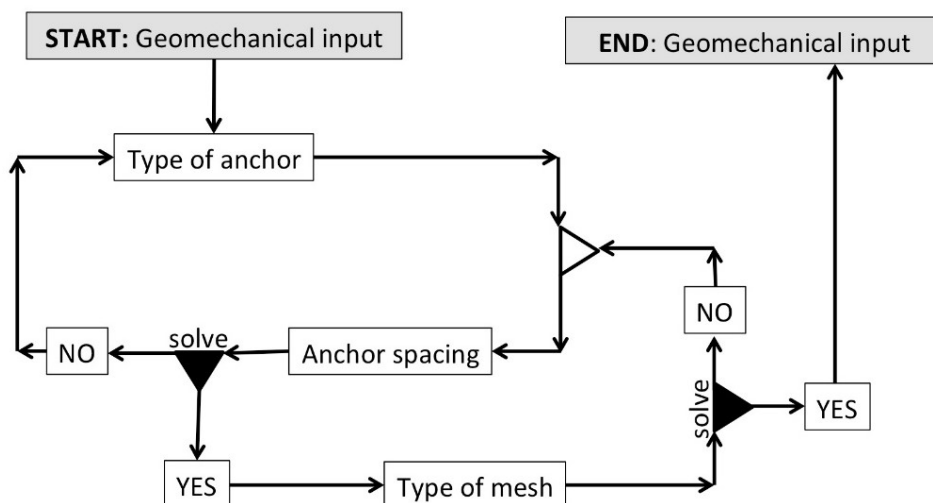 START: Geomechanical input
END: Geomechanical input
Type of anchor
NO
solve
Anchor spacing
NO
solve
YES
YES
Type of mesh